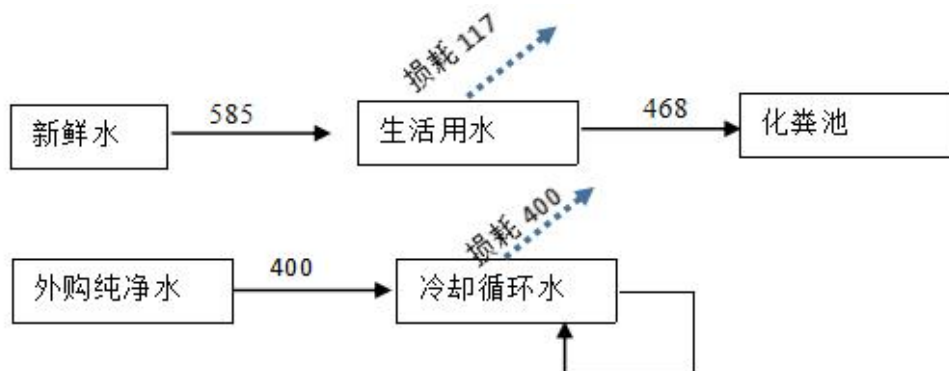 损耗 117
新鲜水
585
生活用水
468
化粪池
损耗 400
外购纯净水
400
冷却循环水